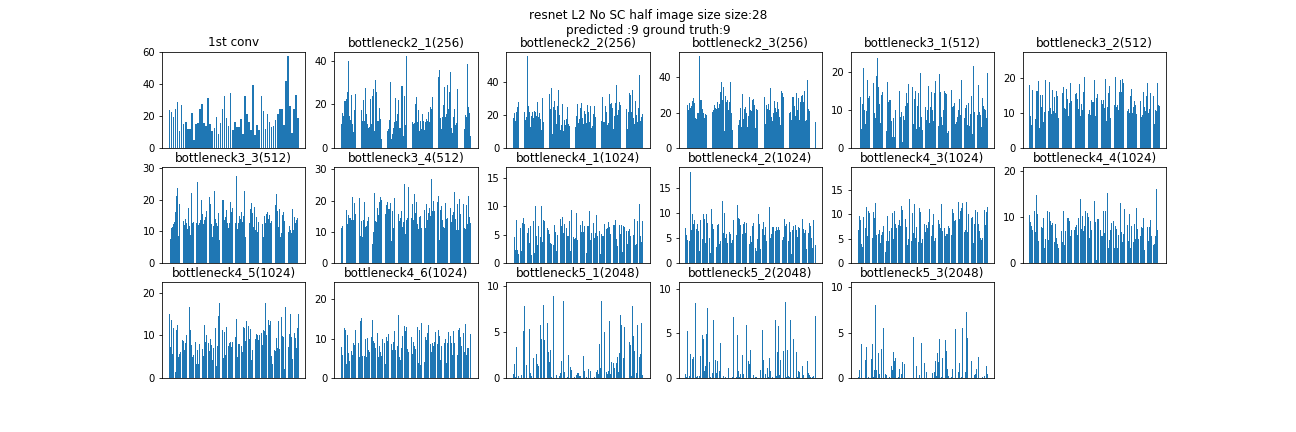 resnet L2 No SC half image size size:28
predicted :9 ground truth:9
1st conv bottleneck2_1(256) bottleneck2_2(256) bottleneck2_3(256) bottleneck3_1(512) bottleneck3_2(512)
60 40 20 0 40 20 0 40 20 0 40 20 0 20 10 0 20 10 0
bottleneck3_3(512) bottleneck3_4(512) bottleneck4_1(1024) bottleneck4_2(1024) bottleneck4_3(1024) bottleneck4_4(1024)
30 20 10 0 30 20 10 0 15 10 5 0 15 10 5 0 15 10 5 0 20 10 0
bottleneck4_5(1024) bottleneck4_6(1024) bottleneck5_1(2048) bottleneck5_2(2048) bottleneck5_3(2048)
20 10 0 20 10 0 10 5 0 10 5 0 10 5 0